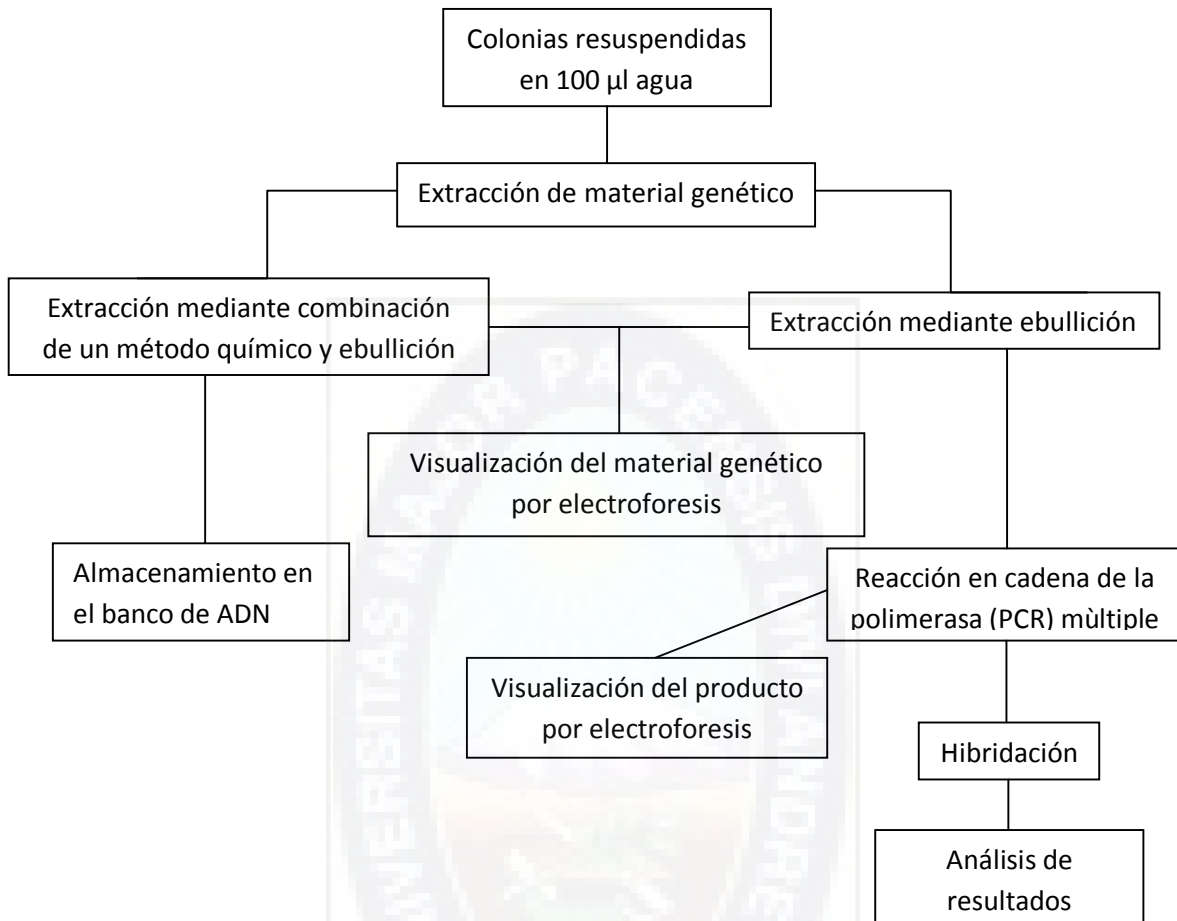 Colonias resuspendidas
en 100 µl agua
Extracción de material genético
Extracción mediante combinación
de un método químico y ebullición
Extracción mediante ebullición
Visualización del material genético
por electroforesis
Almacenamiento en
el banco de ADN
Reacción en cadena de la
polimerasa (PCR) mùltiple
Visualización del producto
por electroforesis
Hibridación
Análisis de
resultados